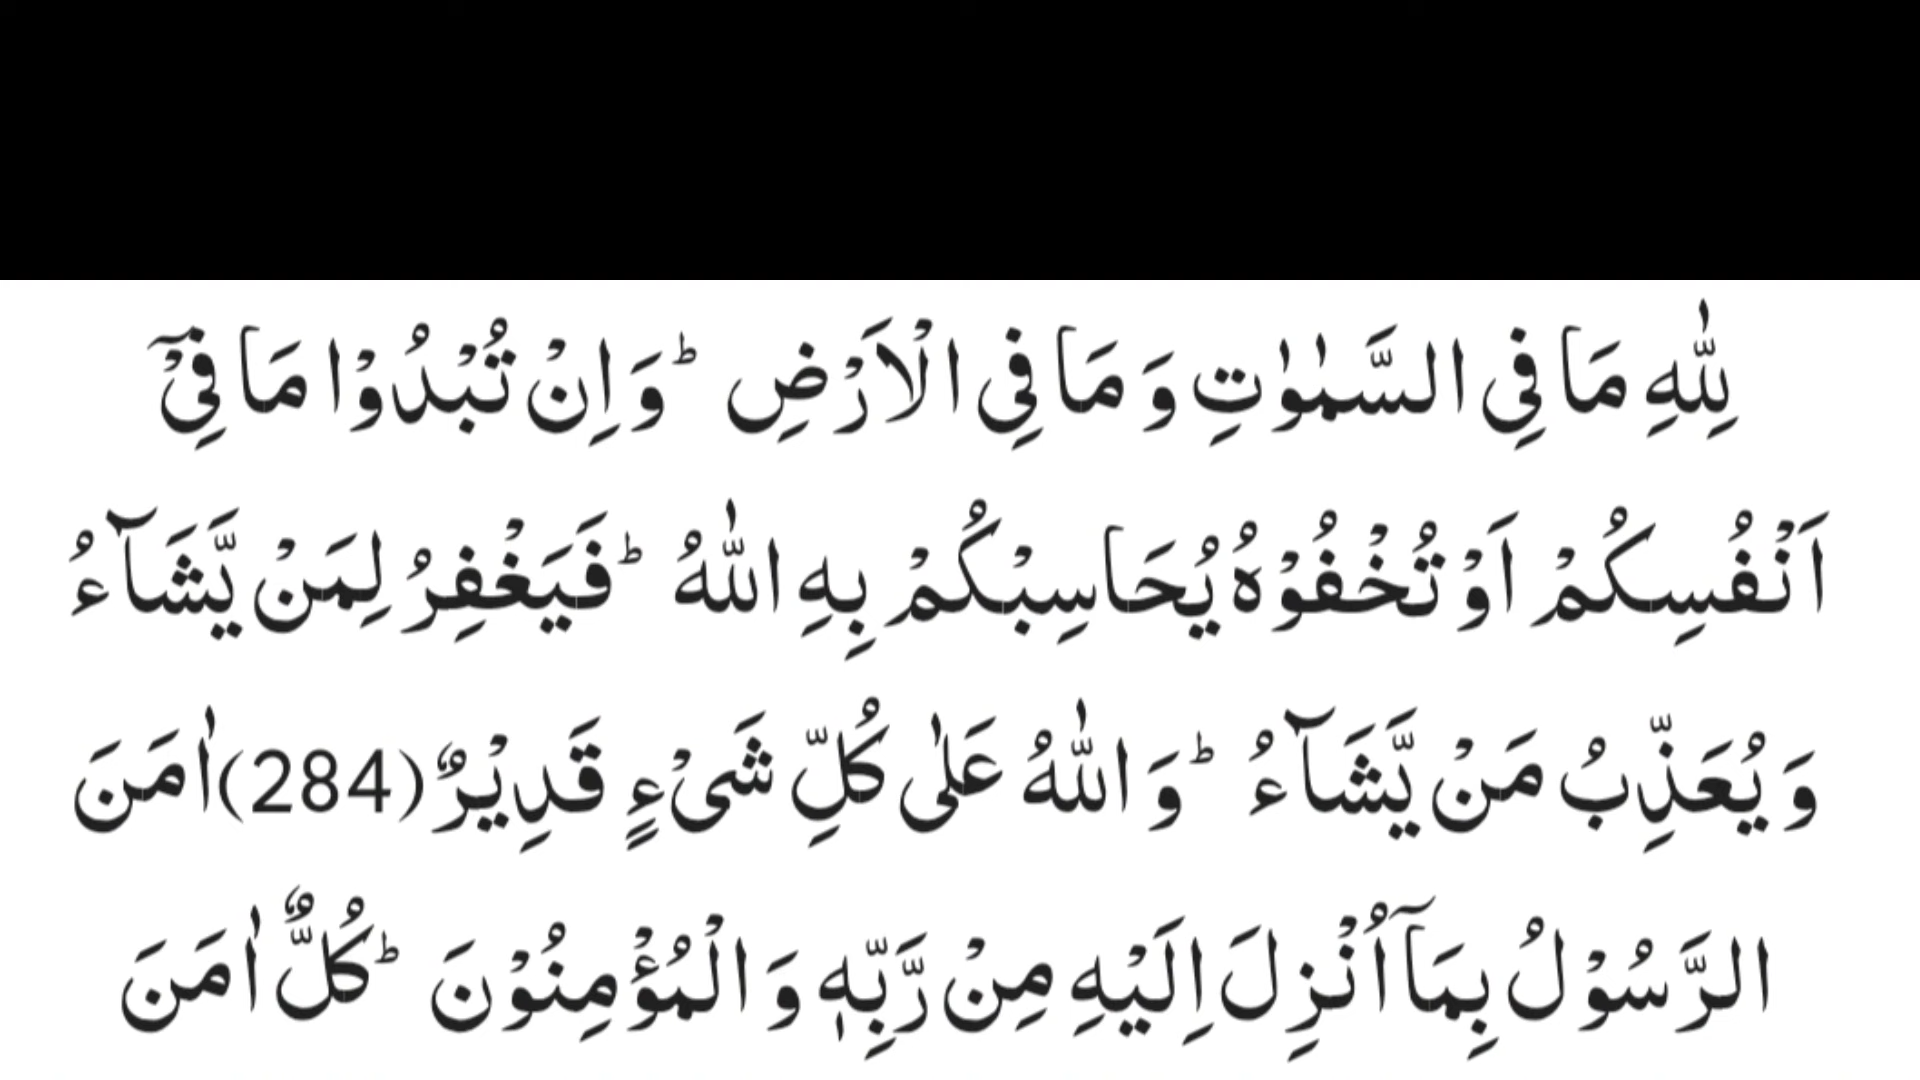 لِلّٰهِ مَا فِی السَّمٰوٰتِ وَ مَا فِی الْاَرْضِ ؕ وَ اِنْ تُبْدُوْا مَا فِیْۤ
اَنْفُسِكُمْ اَوْ تُخْفُوْهُ یُحَاسِبْكُمْ بِهِ اللّٰهُ ؕ فَیَغْفِرُ لِمَنْ یَّشَآءُ
وَ یُعَذِّبُ مَنْ یَّشَآءُ ؕ وَ اللّٰهُ عَلٰى كُلِّ شَیْءٍ قَدِیْرٌ(284)اٰمَنَ
الرَّسُوْلُ بِمَاۤ اُنْزِلَ اِلَیْهِ مِنْ رَّبِّهٖ وَ الْمُؤْمِنُوْنَ ؕ كُلٌّ اٰمَنَ